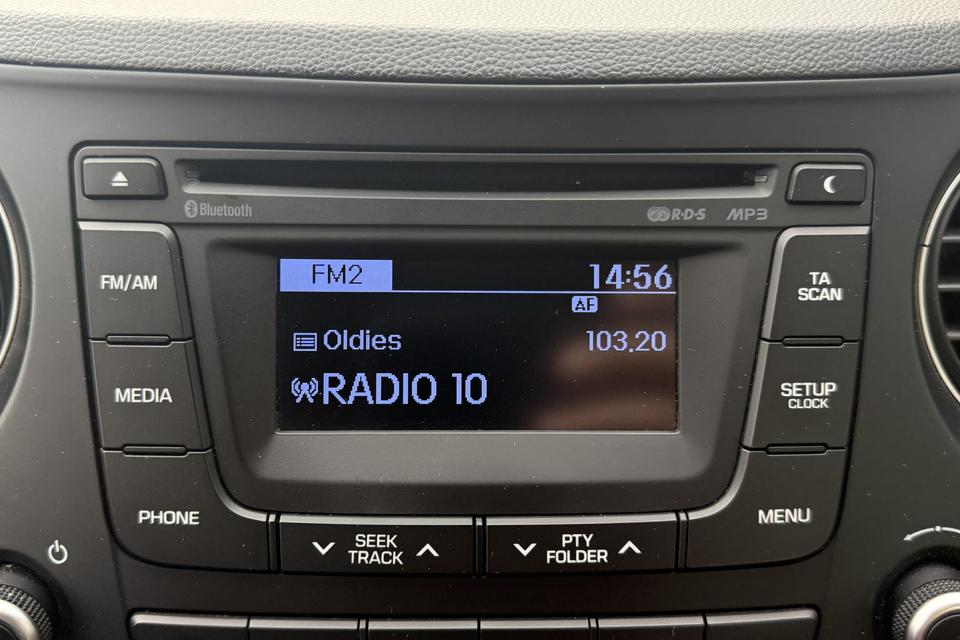 Bluetooth
R·D·S MP3
FM/AM
MEDIA
PHONE
FM2 14:56
AF
Oldies 103.20
RADIO 10
TA
SCAN
SETUP
CLOCK
MENU
SEEK
TRACK
PTY
FOLDER